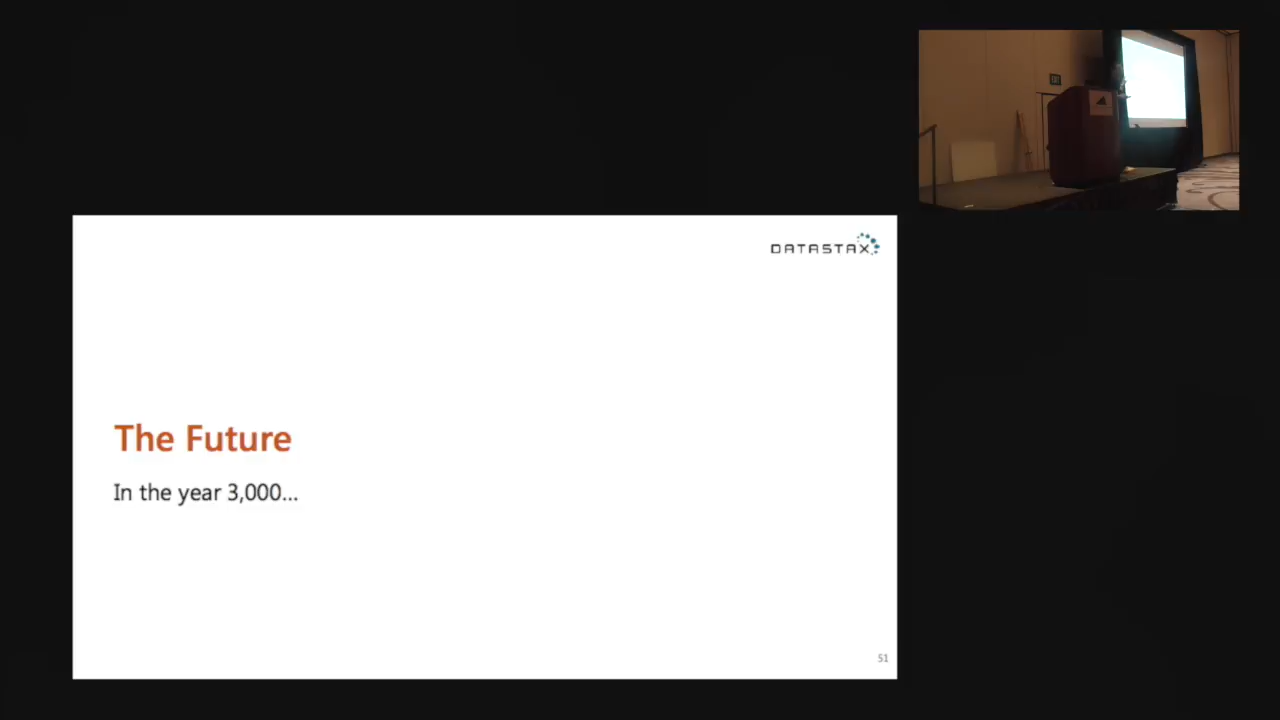 DATASTAX
The Future
In the year 3,000...
51